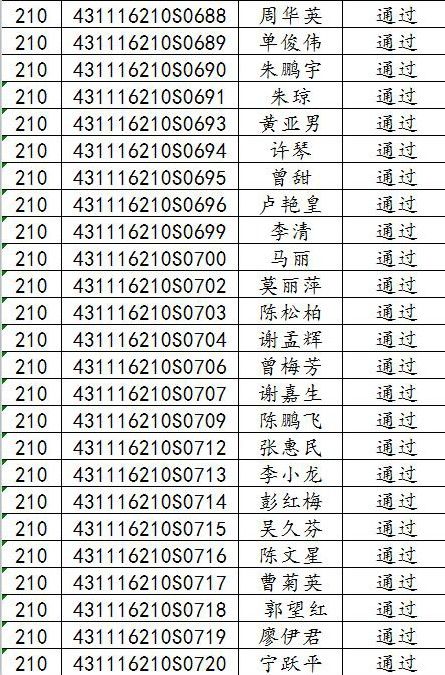 210 431116210S0688 周华英 通过
210 431116210S0689 单俊伟 通过
210 431116210S0690 朱鹏宇 通过
210 431116210S0691 朱琼 通过
210 431116210S0693 黄亚男 通过
210 431116210S0694 许琴 通过
210 431116210S0695 曾甜 通过
210 431116210S0696 卢艳皇 通过
210 431116210S0699 李清 通过
210 431116210S0700 马丽 通过
210 431116210S0702 莫丽萍 通过
210 431116210S0703 陈松柏 通过
210 431116210S0704 谢孟辉 通过
210 431116210S0706 曾梅芳 通过
210 431116210S0707 谢嘉生 通过
210 431116210S0709 陈鹏飞 通过
210 431116210S0712 张惠民 通过
210 431116210S0713 李小龙 通过
210 431116210S0714 彭红梅 通过
210 431116210S0715 吴久芬 通过
210 431116210S0716 陈文星 通过
210 431116210S0717 曹菊英 通过
210 431116210S0718 郭望红 通过
210 431116210S0719 廖伊君 通过
210 431116210S0720 宁跃平 通过